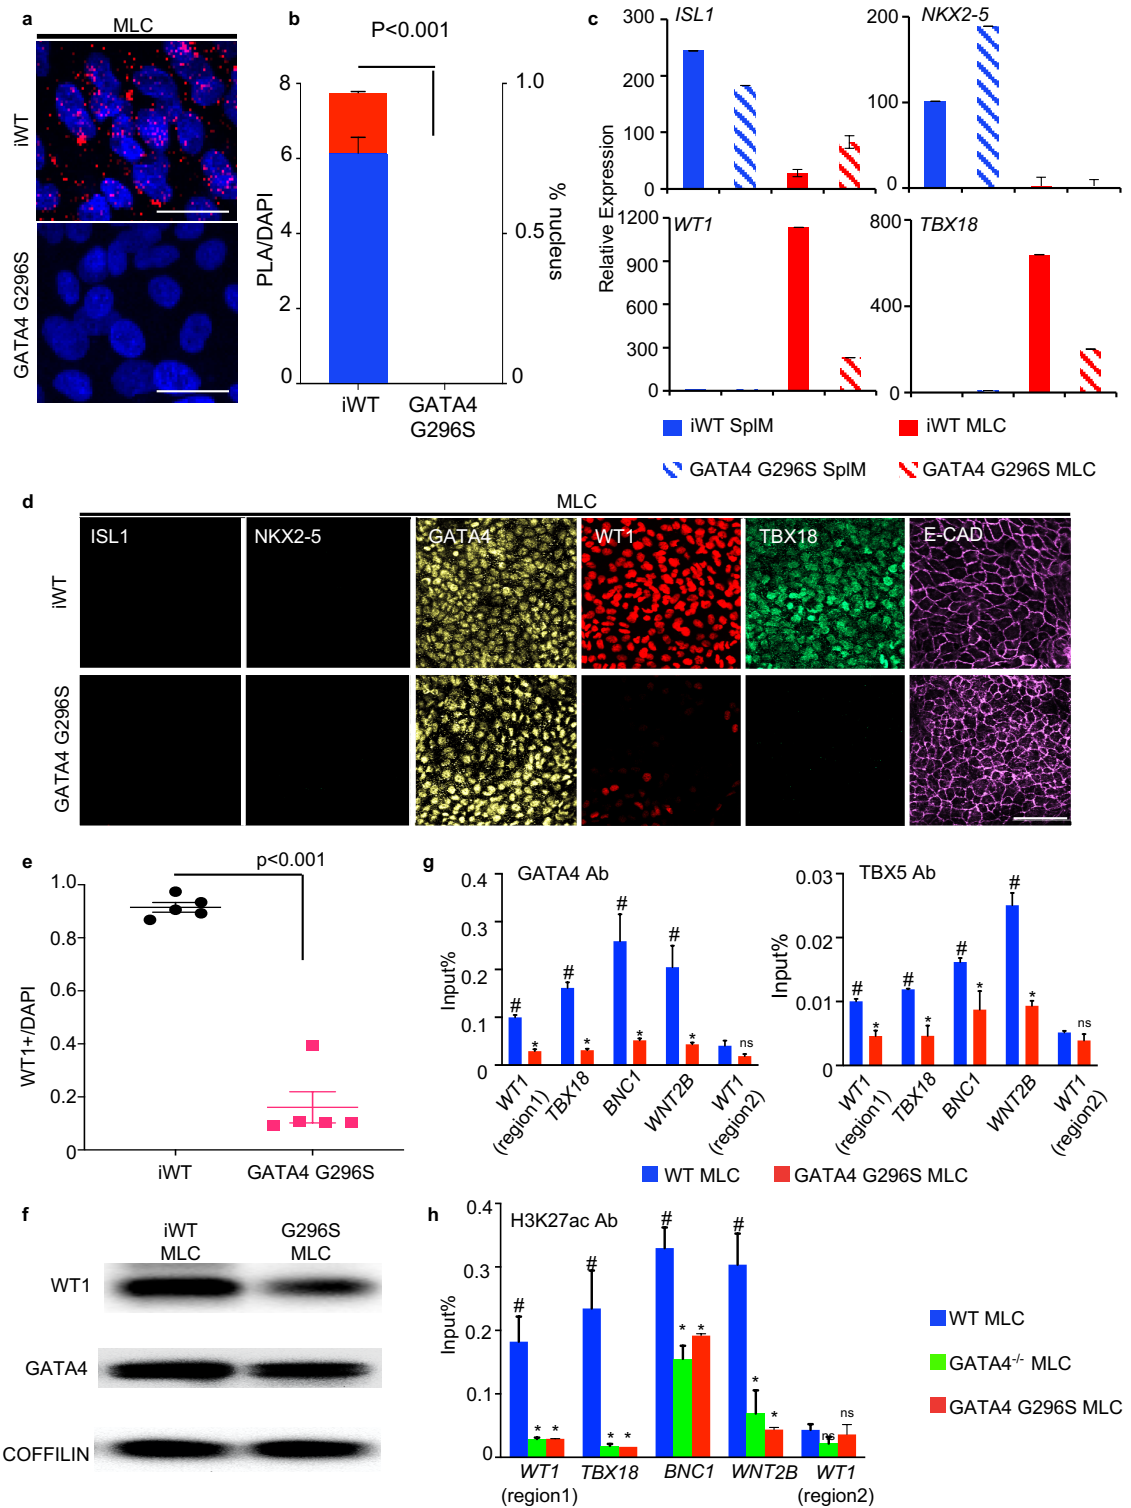 a
MLC
iWT
GATA4 G296S
b
P<0.001
8
6
4
2
0
PLA/DAPI
1.0
0.5
0
% nucleus
iWT
GATA4
G296S
c
Relative Expression
ISL1
300
200
100
0
NKX2-5
200
100
0
WT1
1200
900
600
300
0
TBX18
800
400
0
iWT SplM
iWT MLC
GATA4 G296S SplM
GATA4 G296S MLC
d
MLC
ISL1
NKX2-5
GATA4
WT1
TBX18
E-CAD
iWT
GATA4 G296S
e
p<0.001
1.0
0.8
0.6
0.4
0.2
0
WT1+/DAPI
iWT
GATA4 G296S
f
iWT
MLC
G296S
MLC
WT1
GATA4
COFFILIN
g
GATA4 Ab
0.4
0.3
0.2
0.1
0
Input%
# # # #
* * * * ns
WT1
(region1)
TBX18
BNC1
WNT2B
WT1
(region2)
TBX5 Ab
0.03
0.02
0.01
0
Input%
# # # #
* * * * ns
WT1
(region1)
TBX18
BNC1
WNT2B
WT1
(region2)
WT MLC
GATA4 G296S MLC
h
H3K27ac Ab
0.4
0.3
0.2
0.1
0
Input%
# # # #
* * * * * * * * ns ns
WT1
(region1)
TBX18
BNC1
WNT2B
WT1
(region2)
WT MLC
GATA4-/- MLC
GATA4 G296S MLC